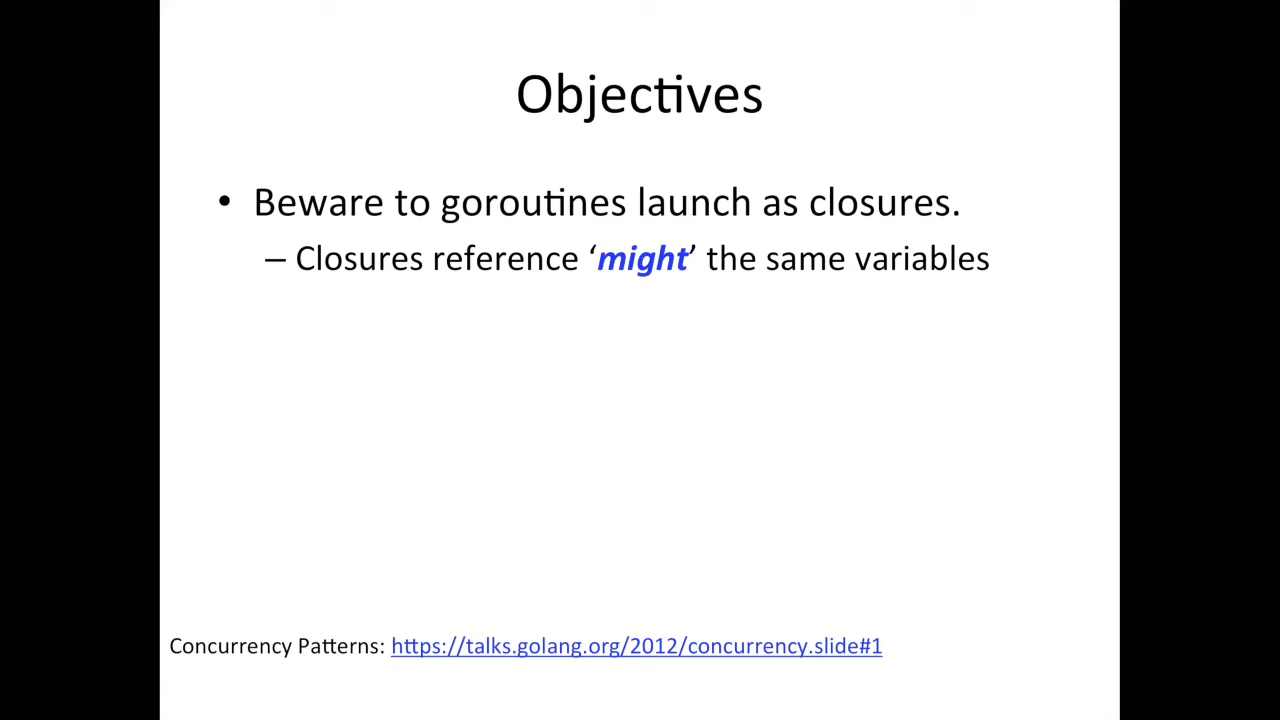 Objectives
• Beware to goroutines launch as closures.
– Closures reference ‘might’ the same variables
Concurrency Patterns: https://talks.golang.org/2012/concurrency.slide#1